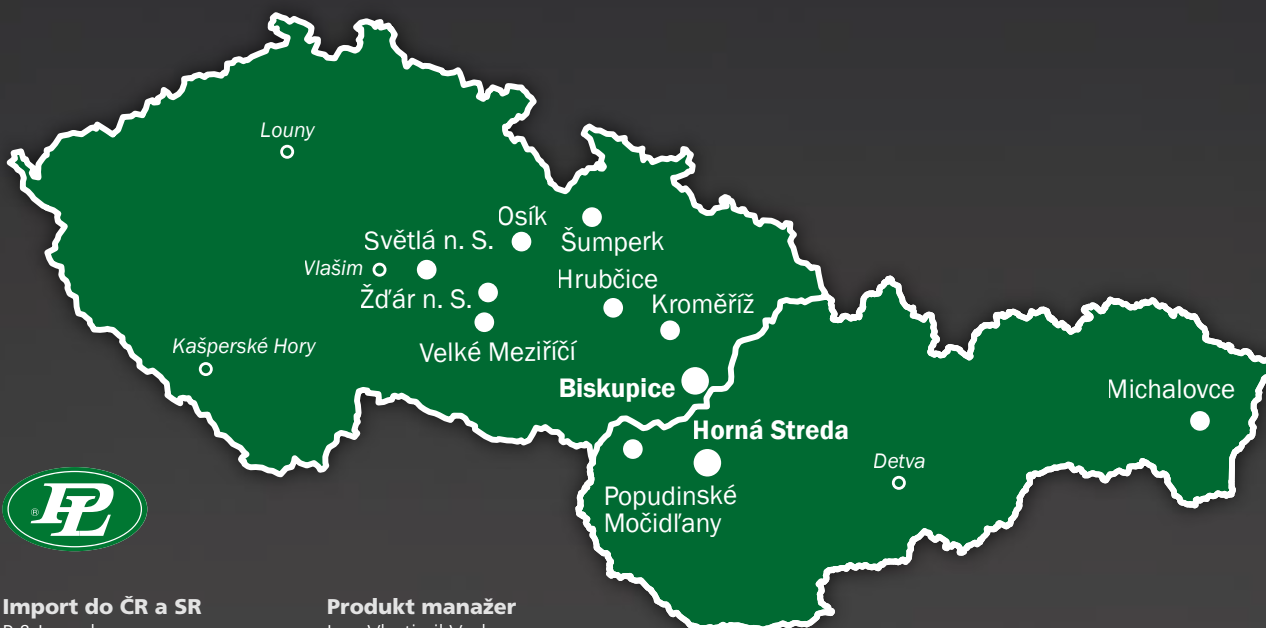 Louny
Osík
Šumperk
Světlá n. S.
Vlašim
Hrubčice
Žďár n. S.
Kroměříž
Kašperské Hory
Velké Meziříčí
Biskupice
Michalovce
Horná Streda
Detva
Popudinské
Močidľany
PL
®
Import do ČR a SR
Produkt manažer